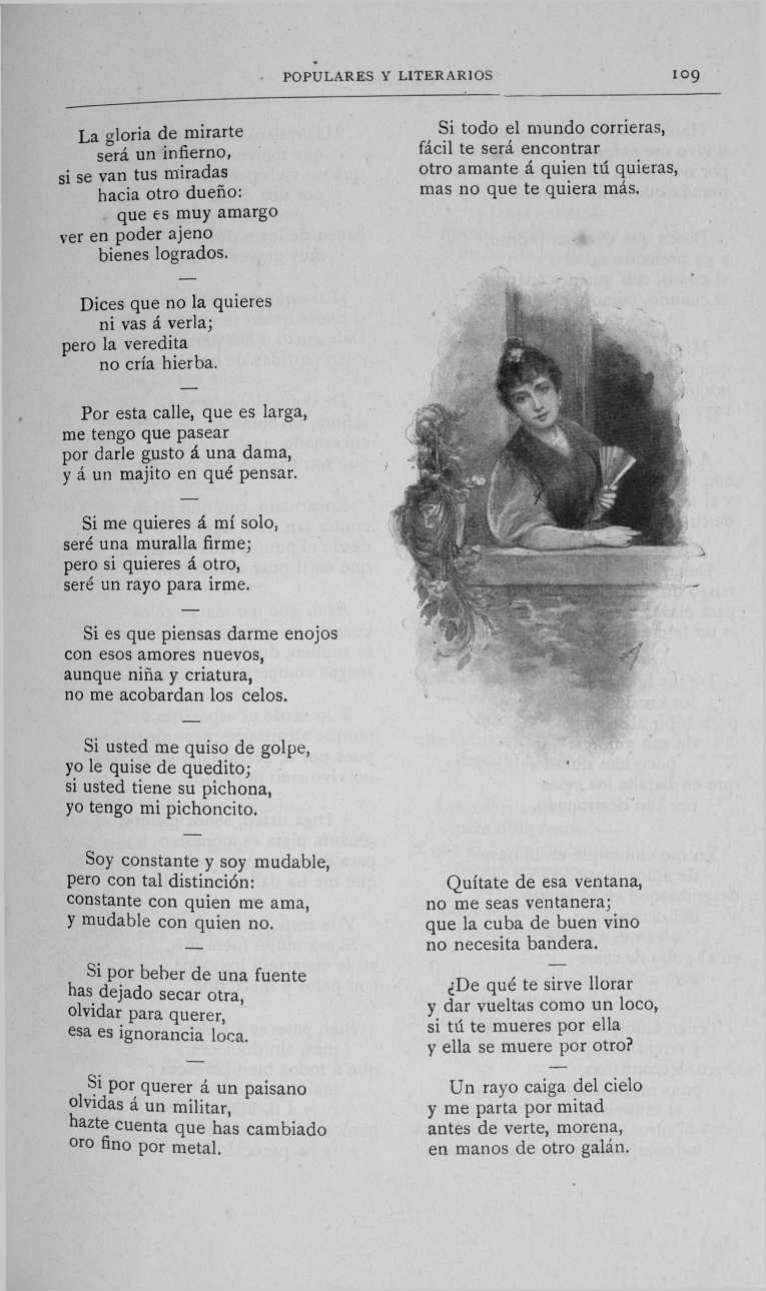 POPULARES Y LITERARIOS 109
La gloria de mirarte
será un infierno,
si se van tus miradas
hacia otro dueño:
que es muy amargo
ver en poder ajeno
bienes logrados.
—
Dices que no la quieres
ni vas á verla;
pero la veredita
no cría hierba.
—
Por esta calle, que es larga,
me tengo que pasear
por darle gusto á una dama,
y á un majito en qué pensar.
—
Si me quieres á mí solo,
seré una muralla firme;
pero si quieres á otro,
seré un rayo para irme.
—
Si es que piensas darme enojos
con esos amores nuevos,
aunque niña y criatura,
no me acobardan los celos.
—
Si usted me quiso de golpe,
yo le quise de quedito;
si usted tiene su pichona,
yo tengo mi pichoncito.
—
Soy constante y soy mudable,
pero con tal distinción:
constante con quien me ama,
y mudable con quien no.
—
Si por beber de una fuente
has dejado secar otra,
olvidar para querer,
esa es ignorancia loca.
—
Si por querer á un paisano
olvidas á un militar,
hazte cuenta que has cambiado
oro fino por metal.
Si todo el mundo corrieras,
fácil te será encontrar
otro amante á quien tú quieras,
mas no que te quiera más.
Quítate de esa ventana,
no me seas ventanera;
que la cuba de buen vino
no necesita bandera.
—
¿De qué te sirve llorar
y dar vueltas como un loco,
si tú te mueres por ella
y ella se muere por otro?
—
Un rayo caiga del cielo
y me parta por mitad
antes de verte, morena,
en manos de otro galán.